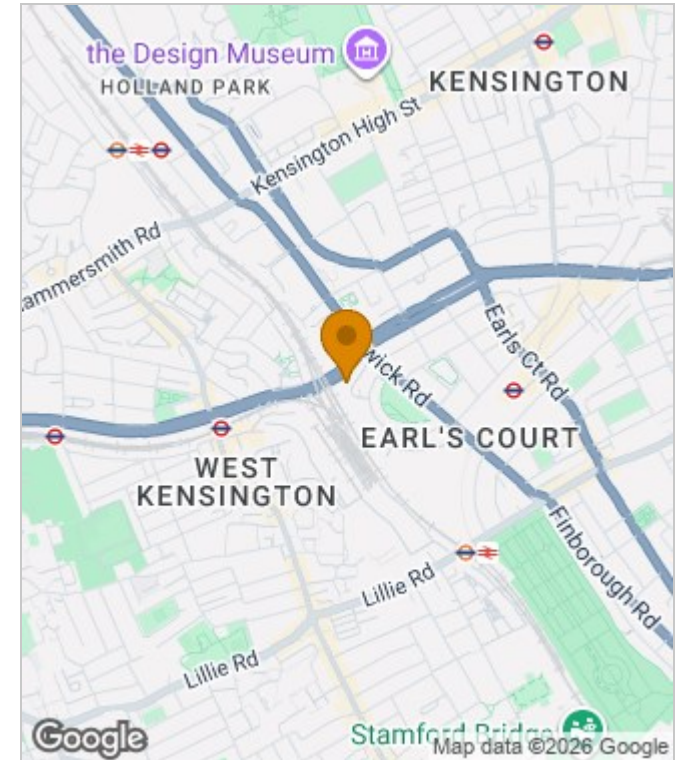 the Design Museum
HOLLAND PARK
KENSINGTON
Kensington High St
ammersmith Rd
Earls Ct Rd
wick Rd
EARL'S COURT
WEST
KENSINGTON
Finborough Rd
Lillie Rd
Lillie Rd
Stamford Bridge
Google
Map data ©2026 Google